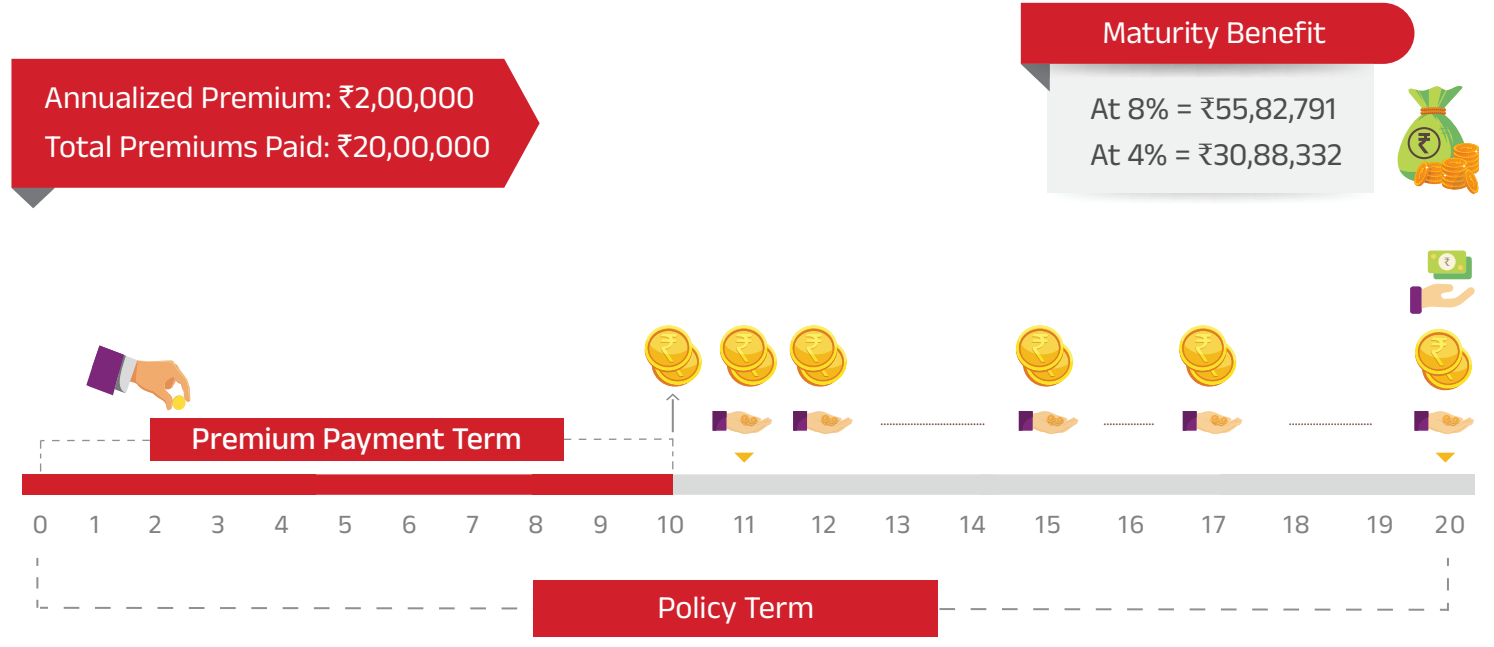 Maturity Benefit
Annualized Premium: ₹2,00,000
Total Premiums Paid: ₹20,00,000
At 8% = ₹55,82,791
At 4% = ₹30,88,332
₹
₹
₹ ₹ ₹ ₹ ₹ ₹
Premium Payment Term
0 1 2 3 4 5 6 7 8 9 10 11 12 13 14 15 16 17 18 19 20
Policy Term